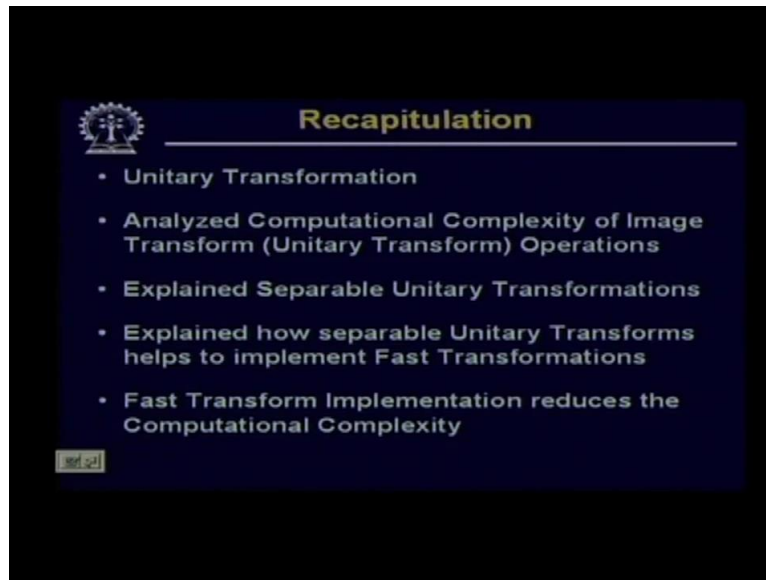 Recapitulation
• Unitary Transformation
• Analyzed Computational Complexity of Image
Transform (Unitary Transform) Operations
• Explained Separable Unitary Transformations
• Explained how separable Unitary Transforms
helps to implement Fast Transformations
• Fast Transform Implementation reduces the
Computational Complexity